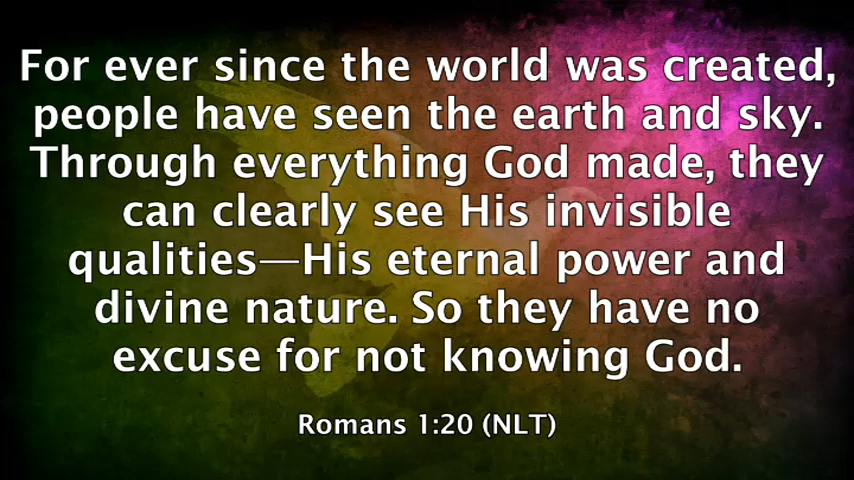 For ever since the world was created,
people have seen the earth and sky.
Through everything God made, they
can clearly see His invisible
qualities—His eternal power and
divine nature. So they have no
excuse for not knowing God.
Romans 1:20 (NLT)